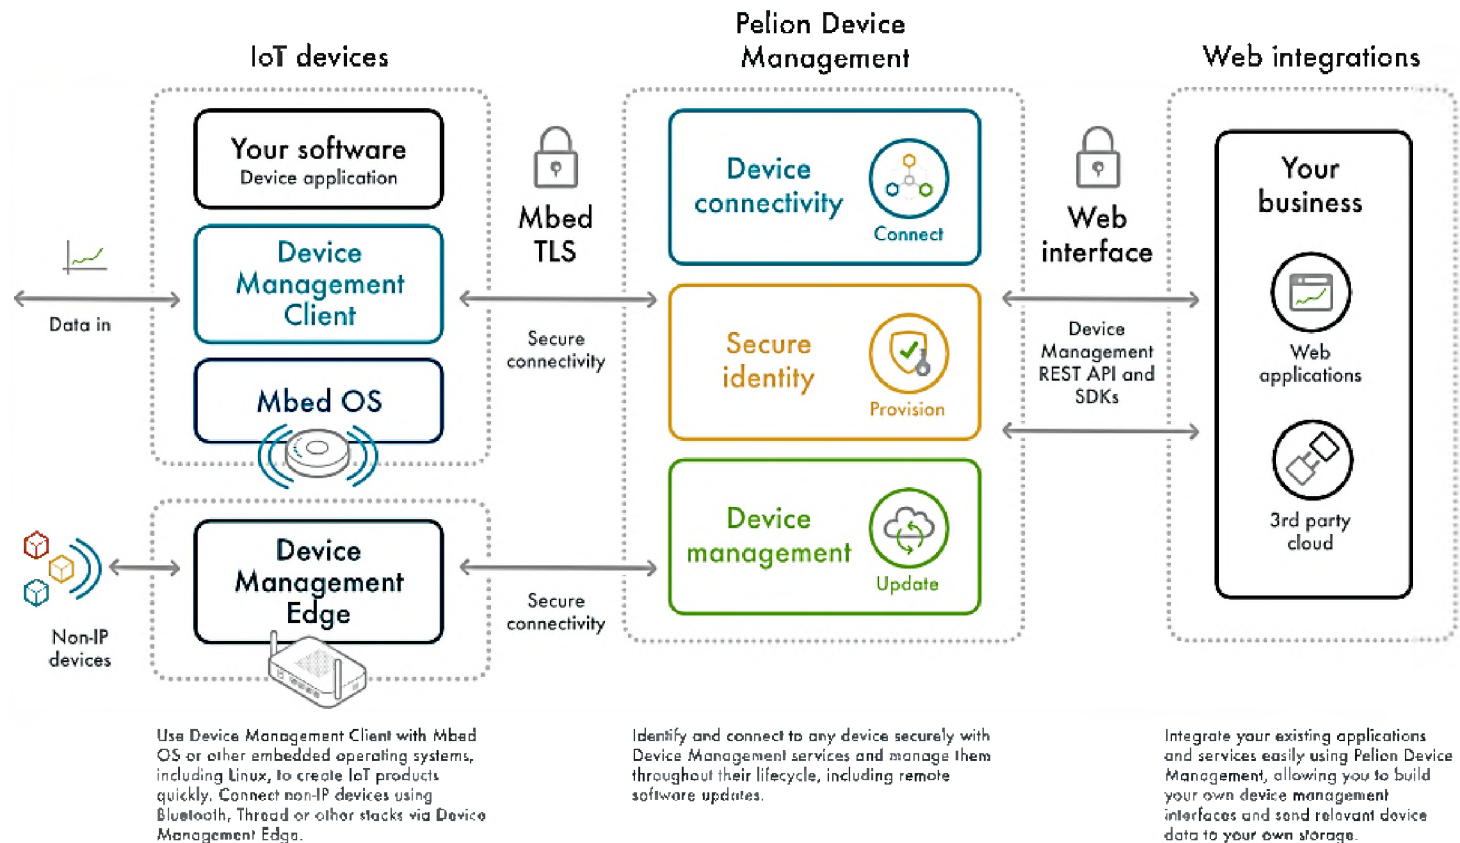 IoT devices
Your software
Device application
Device
Management
Client
Mbed OS
Data in
Device
Management
Edge
Non-IP
devices
Mbed
TLS
Secure
connectivity
Secure
connectivity
Pelion Device
Management
Device
connectivity
Connect
Secure
identity
Provision
Device
management
Update
Web
interface
Device
Management
REST API and
SDKs
Web integrations
Your
business
Web
applications
3rd party
cloud
Use Device Management Client with Mbed
OS or other embedded operating systems,
including Linux, to create IoT products
quickly. Connect non-IP devices using
Bluetooth, Thread or other stacks via Device
Management Edge.
Identify and connect to any device securely with
Device Management services and manage them
throughout their lifecycle, including remote
software updates.
Integrate your existing applications
and services easily using Pelion Device
Management, allowing you to build
your own device management
interfaces and send relevant device
data to your own storage.